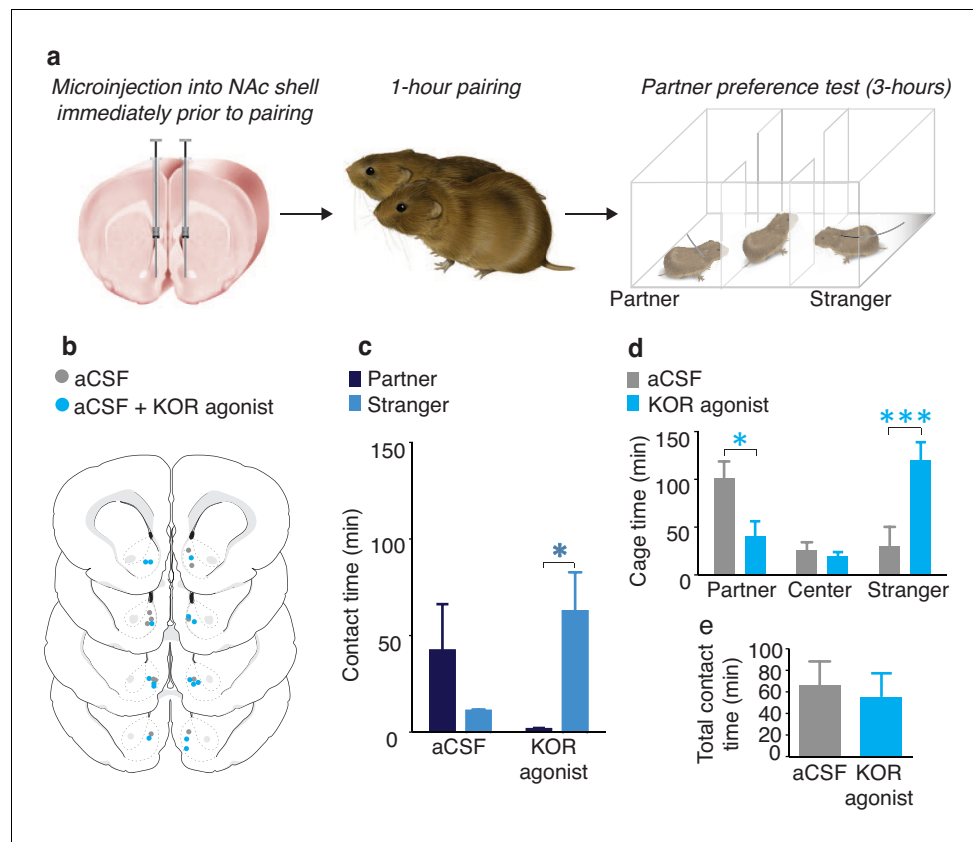 a
Microinjection into NAc shell
immediately prior to pairing
1-hour pairing
Partner preference test (3-hours)
Partner
Stranger
b
aCSF
aCSF + KOR agonist
c
Partner
Stranger
Contact time (min)
150
100
50
0
*
aCSF
KOR
agonist
d
aCSF
KOR agonist
Cage time (min)
150
100
50
0
*
***
Partner
Center
Stranger
e
Total contact
time (min)
100
80
60
40
20
0
aCSF
KOR
agonist